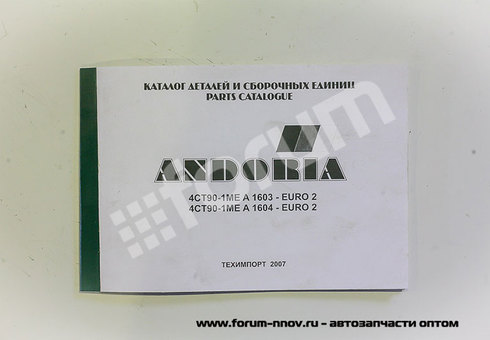 КАТАЛОГ ДЕТАЛЕЙ И СБОРОЧНЫХ ЕДИНИЦ
PARTS CATALOGUE
ANDORIA
4CT90-1ME A 1603 - EURO 2
4CT90-1ME A 1604 - EURO 2
ТЕХИМПОРТ 2007
forum
www.forum-nnov.ru - автозапчасти оптом